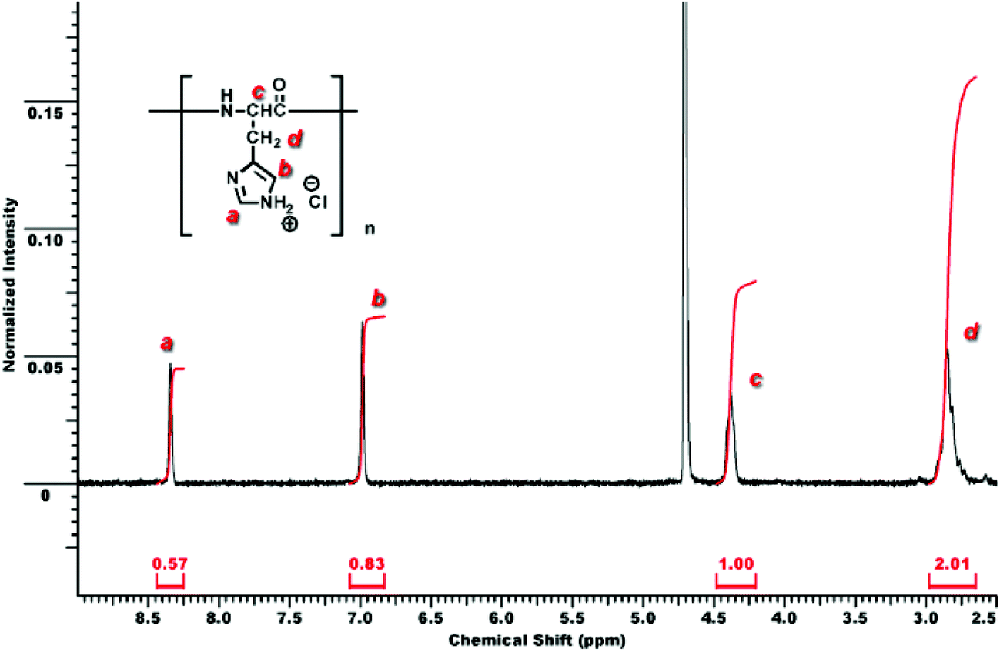 Normalized Intensity
0.15
0.10
0.05
0
H
N
c
CH
O
C
CH2
d
N
b
a
NH2
⊕
⊖
Cl
n
a
b
c
d
0.57
0.83
1.00
2.01
8.5
8.0
7.5
7.0
6.5
6.0
5.5
5.0
4.5
4.0
3.5
3.0
2.5
Chemical Shift (ppm)